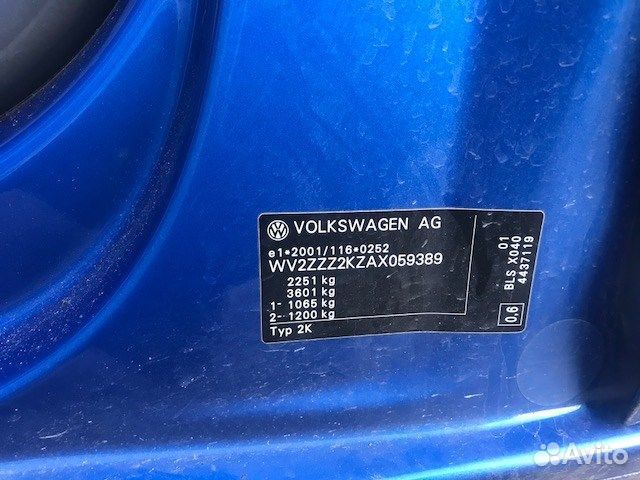 VOLKSWAGEN AG
e1*2001/116*0252
WV2ZZZ2KZAX059389
2251 kg
3601 kg
1- 1065 kg
2- 1200 kg
Typ 2K
01
BLS X040
4437119
0.6
Avito